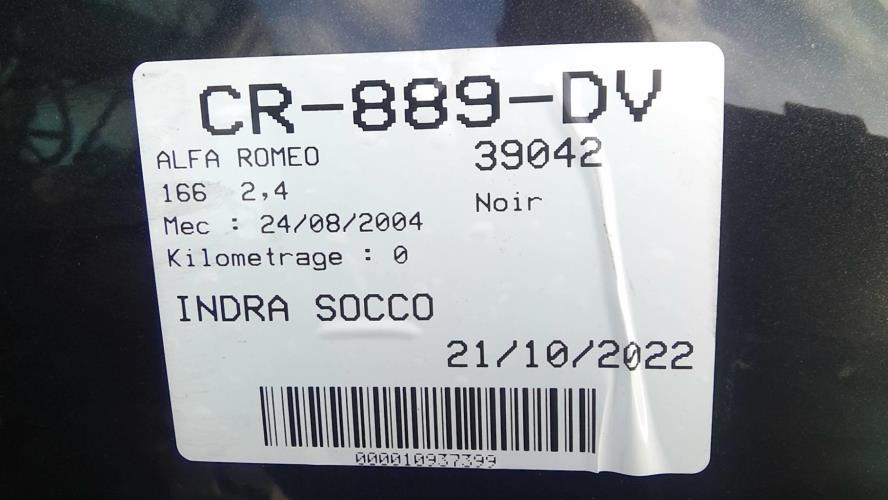 CR-889-DV
ALFA ROMEO 39042
166 2,4 Noir
Mec : 24/08/2004
Kilometrage : 0
INDRA SOCCO
21/10/2022
000010937399